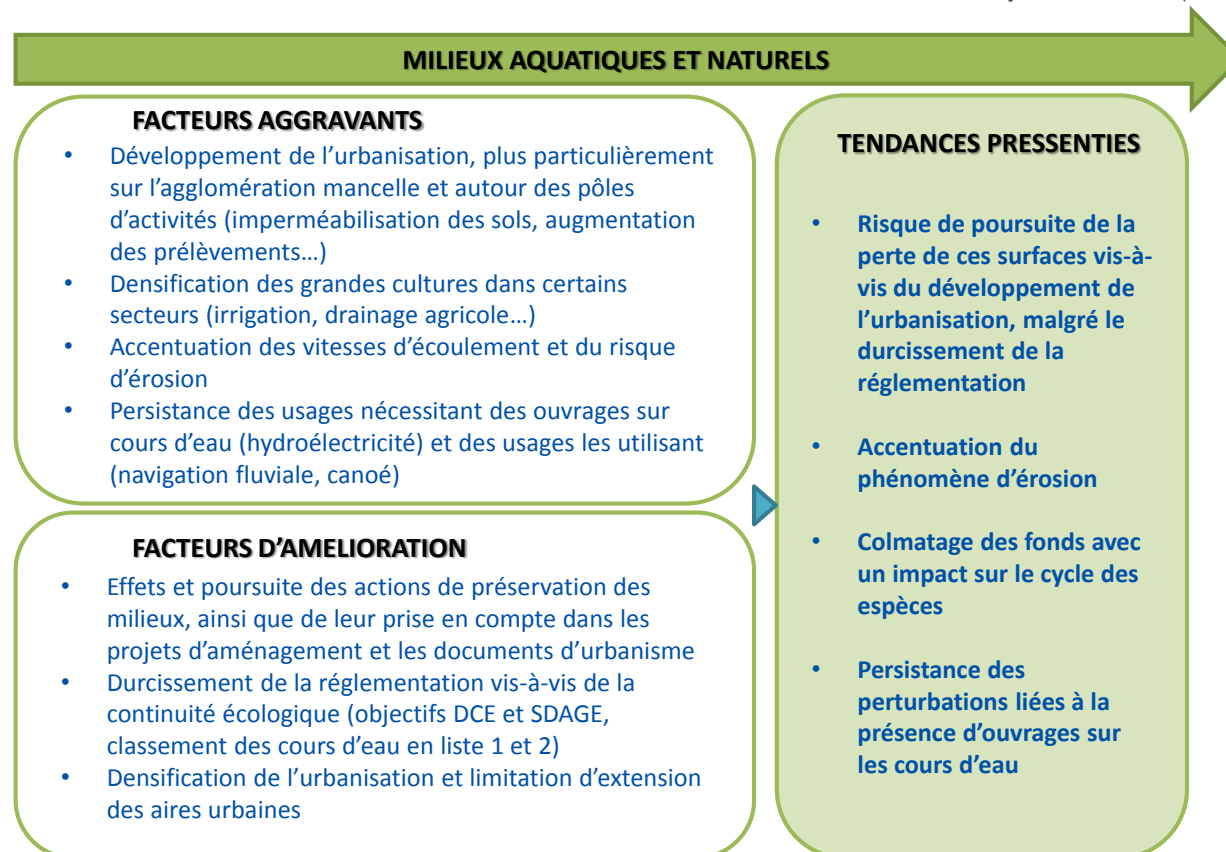 MILIEUX AQUATIQUES ET NATURELS
FACTEURS AGGRAVANTS
• Développement de l’urbanisation, plus particulièrement
sur l’agglomération mancelle et autour des pôles
d’activités (imperméabilisation des sols, augmentation
des prélèvements…)
• Densification des grandes cultures dans certains
secteurs (irrigation, drainage agricole…)
• Accentuation des vitesses d’écoulement et du risque
d’érosion
• Persistance des usages nécessitant des ouvrages sur
cours d’eau (hydroélectricité) et des usages les utilisant
(navigation fluviale, canoé)
FACTEURS D’AMELIORATION
• Effets et poursuite des actions de préservation des
milieux, ainsi que de leur prise en compte dans les
projets d’aménagement et les documents d’urbanisme
• Durcissement de la réglementation vis-à-vis de la
continuité écologique (objectifs DCE et SDAGE,
classement des cours d’eau en liste 1 et 2)
• Densification de l’urbanisation et limitation d’extension
des aires urbaines
TENDANCES PRESSENTIES
• Risque de poursuite de la
perte de ces surfaces vis-à-
vis du développement de
l’urbanisation, malgré le
durcissement de la
réglementation
• Accentuation du
phénomène d’érosion
• Colmatage des fonds avec
un impact sur le cycle des
espèces
• Persistance des
perturbations liées à la
présence d’ouvrages sur
les cours d’eau